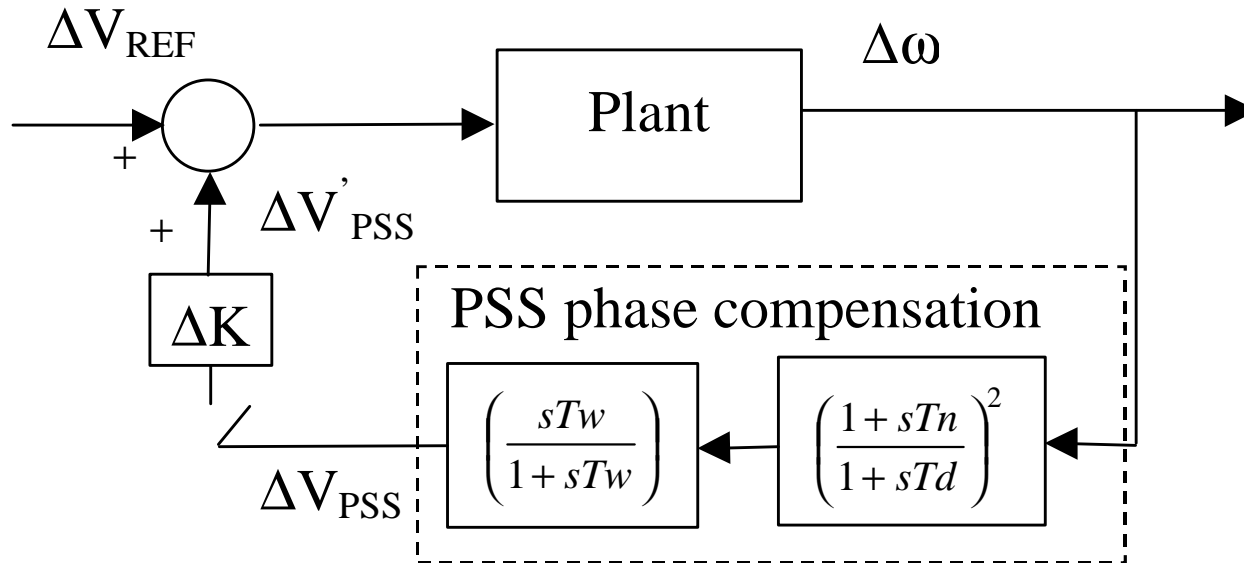 ΔV_REF
Δω
Plant
+
ΔV'_PSS
+
PSS phase compensation
ΔK
(sTw / (1 + sTw))
((1 + sTn) / (1 + sTd))^2
ΔV_PSS